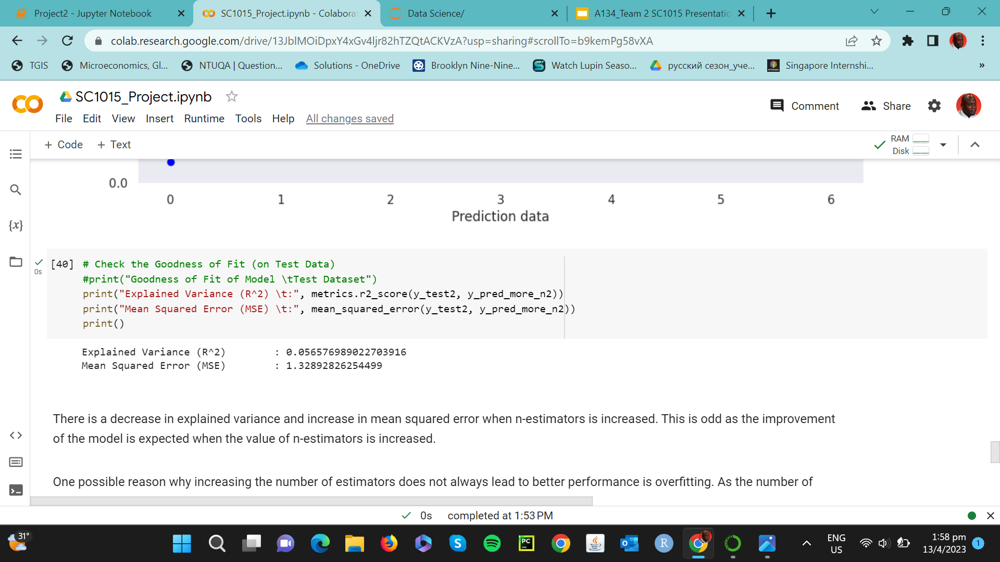 Project2 - Jupyter Notebook
SC1015_Project.ipynb - Colaborat
Data Science/
A134_Team 2 SC1015 Presentatio
colab.research.google.com/drive/13JblMOiDpxY4xGv4ljr82hTZQtACKVzA?usp=sharing#scrollTo=b9kemPg58vXA
TGIS
Microeconomics, Gl...
NTUQA | Question...
Solutions - OneDrive
Brooklyn Nine-Nine...
Watch Lupin Seaso...
русский сезон_уче...
Singapore Internshi...
»
SC1015_Project.ipynb
Comment
Share
File Edit View Insert Runtime Tools Help All changes saved
+ Code + Text
RAM
Disk
0.0
0 1 2 3 4 5 6
Prediction data
{x}
0s
[40] # Check the Goodness of Fit (on Test Data)
#print("Goodness of Fit of Model \tTest Dataset")
print("Explained Variance (R^2) \t:", metrics.r2_score(y_test2, y_pred_more_n2))
print("Mean Squared Error (MSE) \t:", mean_squared_error(y_test2, y_pred_more_n2))
print()
Explained Variance (R^2) : 0.056576989022703916
Mean Squared Error (MSE) : 1.32892826254499
There is a decrease in explained variance and increase in mean squared error when n-estimators is increased. This is odd as the improvement
of the model is expected when the value of n-estimators is increased.
One possible reason why increasing the number of estimators does not always lead to better performance is overfitting. As the number of
0s completed at 1:53 PM
31°
PC
S
R
ENG
US
1:58 pm
13/4/2023
1